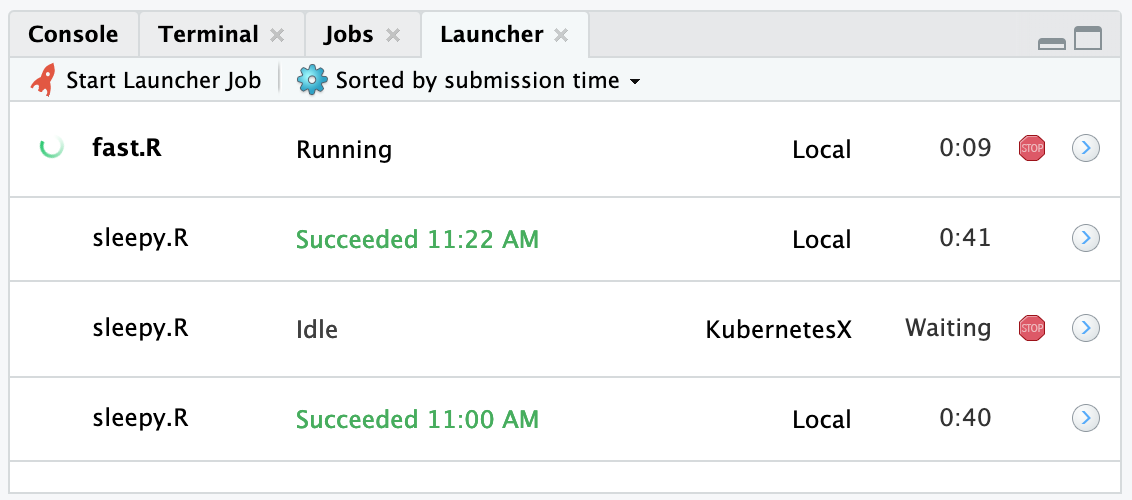 Console Terminal Jobs Launcher
Start Launcher Job Sorted by submission time
fast.R Running Local 0:09 STOP
sleepy.R Succeeded 11:22 AM Local 0:41
sleepy.R Idle KubernetesX Waiting STOP
sleepy.R Succeeded 11:00 AM Local 0:40